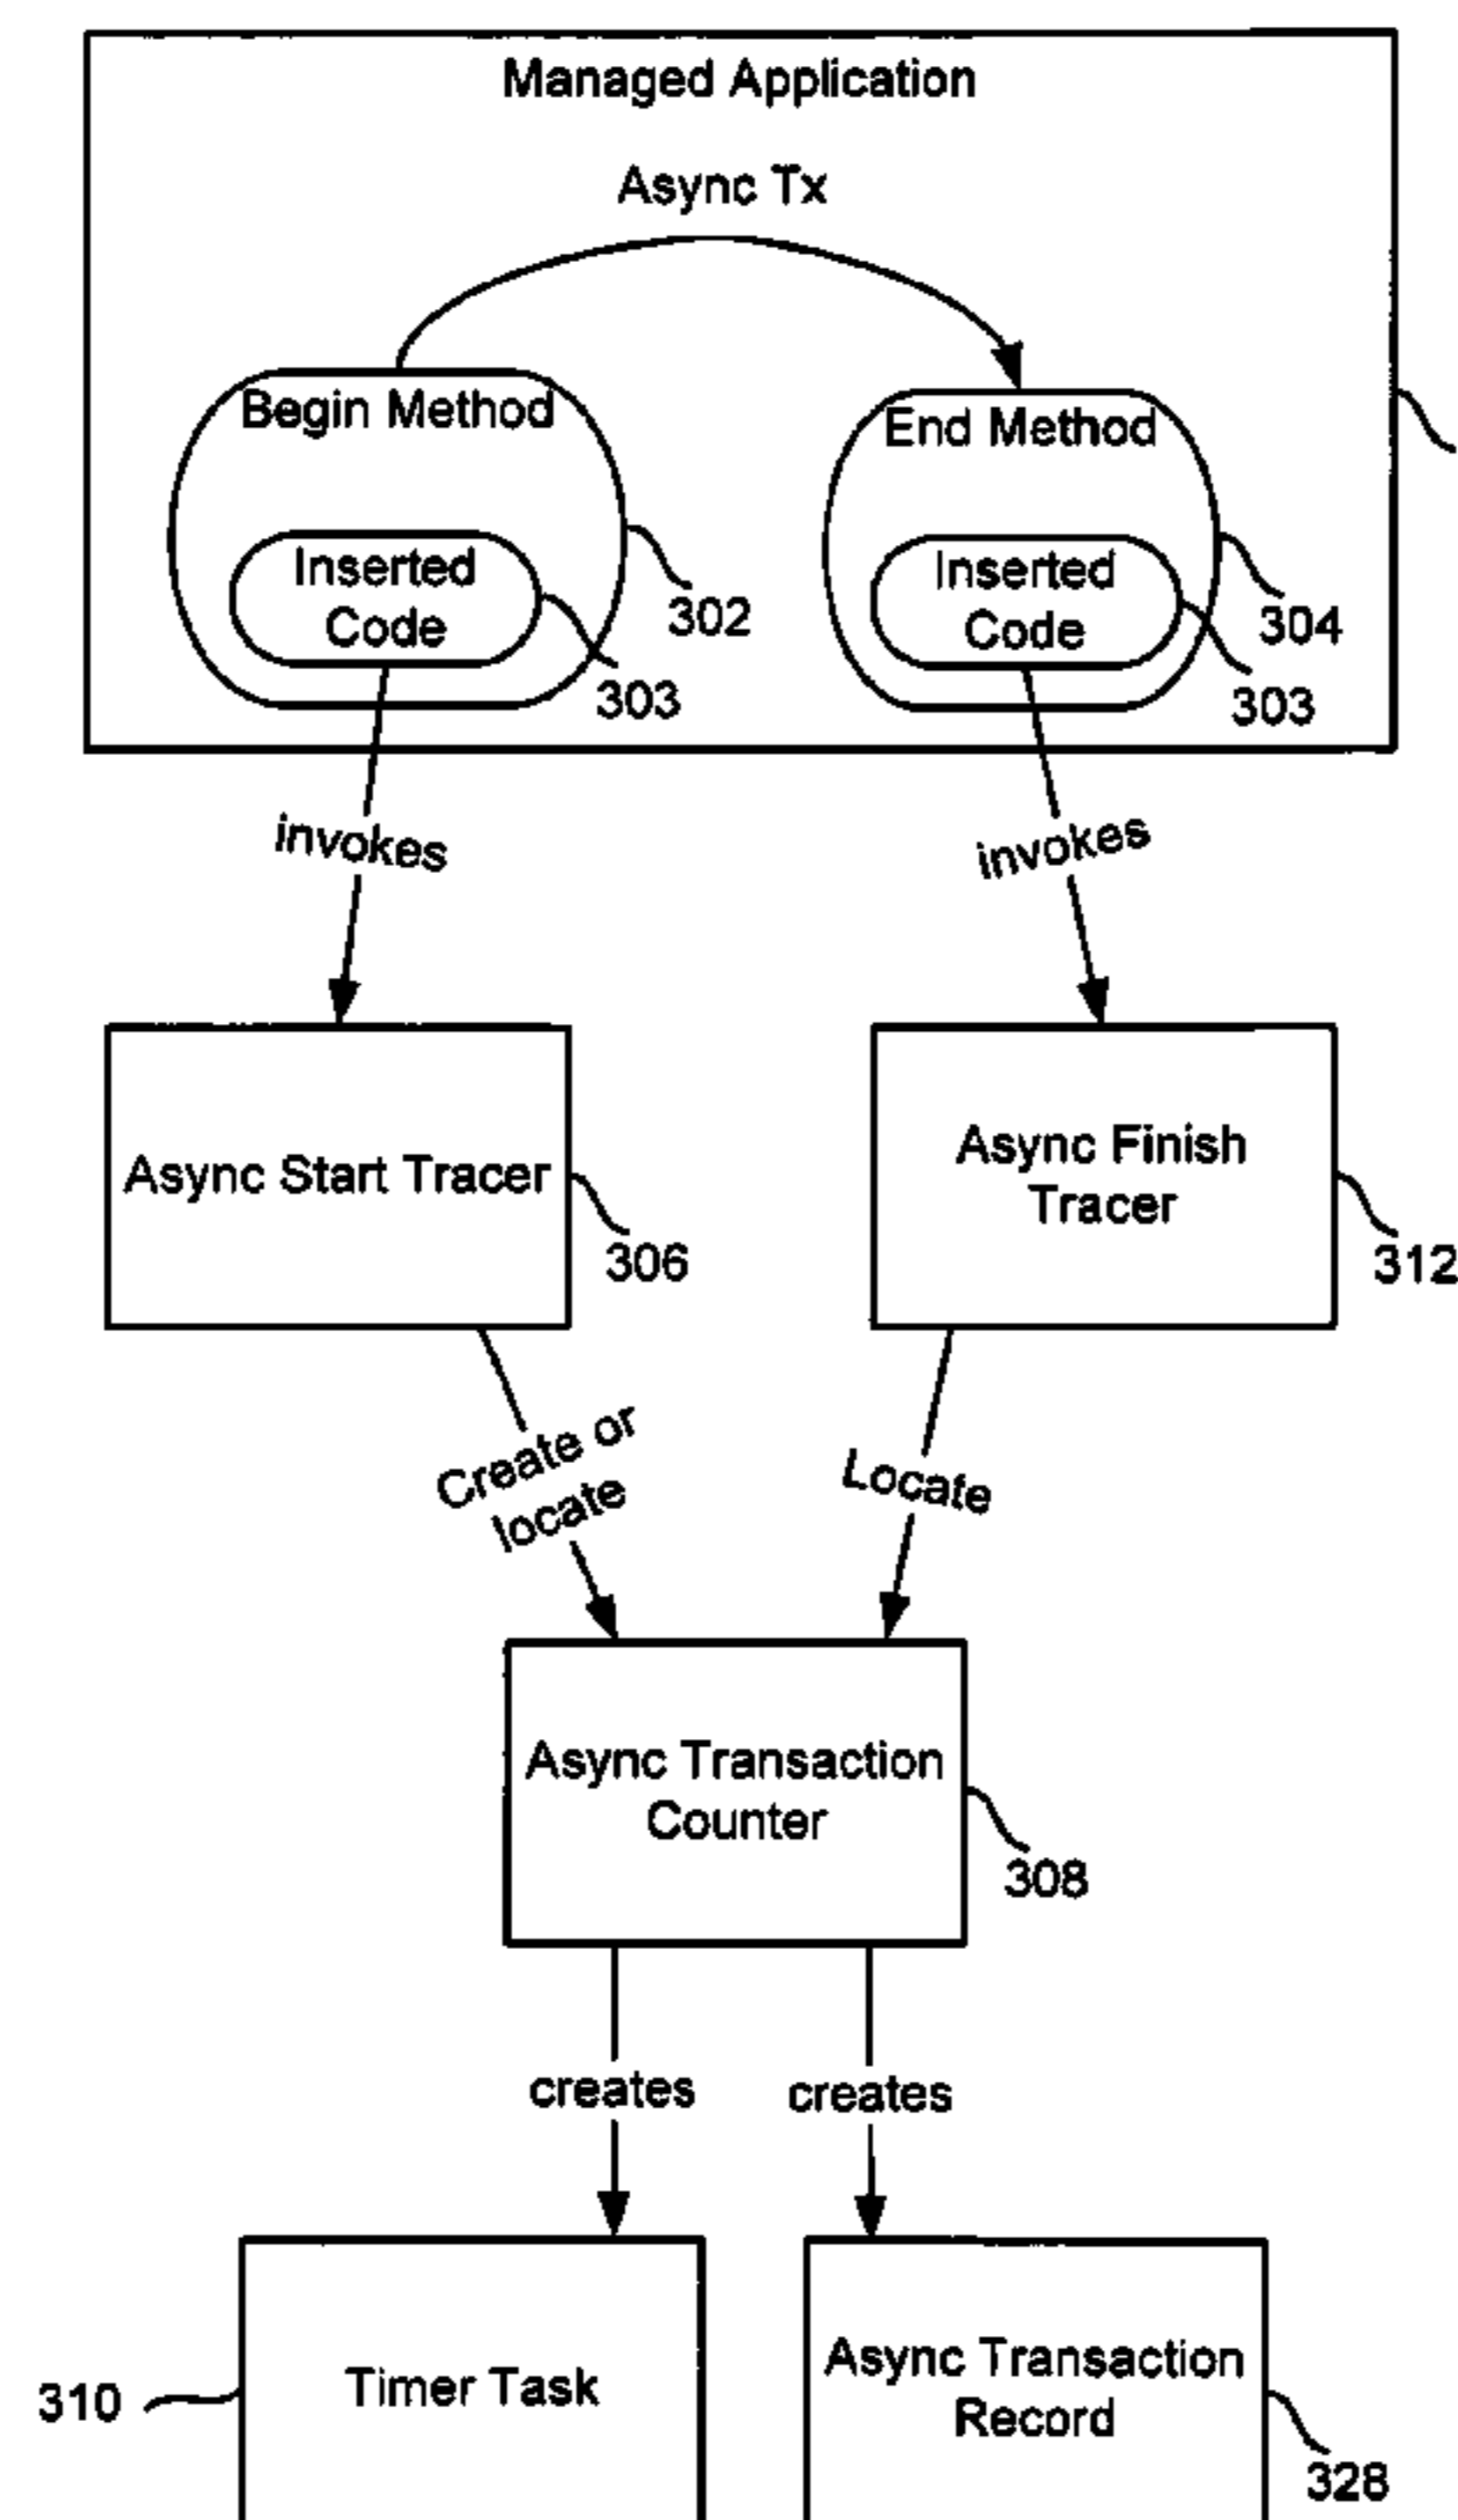 Managed Application
Async Tx
Begin Method
End Method
Inserted
Code
Inserted
Code
302
304
303
303
invokes
invokes
Async Start Tracer
Async Finish
Tracer
306
312
Create or
locate
Locate
Async Transaction
Counter
308
creates
creates
Timer Task
Async Transaction
Record
310
328